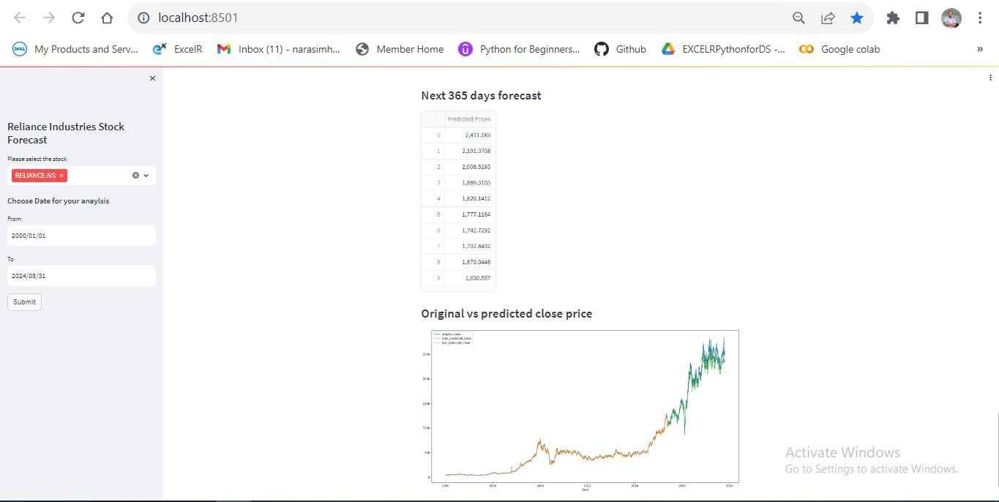 localhost:8501
My Products and Serv... ExcelR Inbox (11) - narasimh... Member Home Python for Beginners... Github EXCELRPythonforDS -... Google colab »
Reliance Industries Stock
Forecast
Please select the stock
RELIANCE.NS ×
Choose Date for your anaylsis
From
2000/01/01
To
2024/08/31
Submit
Next 365 days forecast
Predicted Prices
0 2,411.183
1 2,191.3708
2 2,008.5193
3 1,889.5105
4 1,820.1412
5 1,777.1164
6 1,742.7292
7 1,707.8432
8 1,670.0446
9 1,630.567
Original vs predicted close price
original_close
train_predicted_close
test_predicted_close
2500
2000
1500
1000
500
0
2000 2004 2008 2012 2016 2020 2024
Date
Activate Windows
Go to Settings to activate Windows.